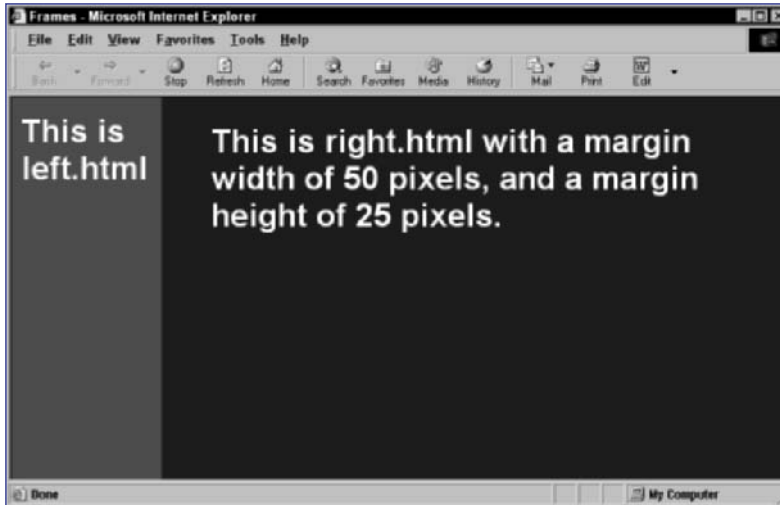 Frames - Microsoft Internet Explorer
File Edit View Favorites Tools Help
Back Forward Stop Refresh Home Search Favorites Media History Mail Print Edit
This is
left.html
This is right.html with a margin
width of 50 pixels, and a margin
height of 25 pixels.
Done My Computer